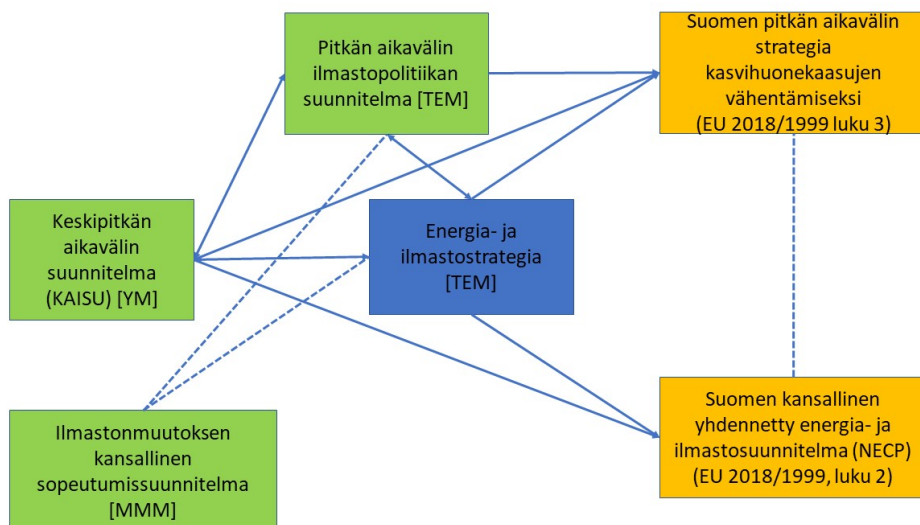 Pitkän aikavälin
ilmastopolitiikan
suunnitelma [TEM]
Suomen pitkän aikavälin
strategia
kasvihuonekaasujen
vähentämiseksi
(EU 2018/1999 luku 3)
Keskipitkän
aikavälin
suunnitelma
(KAISU) [YM]
Energia- ja
ilmastostrategia
[TEM]
Ilmastonmuutoksen
kansallinen
sopeutumissuunnitelma
[MMM]
Suomen kansallinen
yhdennetty energia- ja
ilmastosuunnitelma (NECP)
(EU 2018/1999, luku 2)